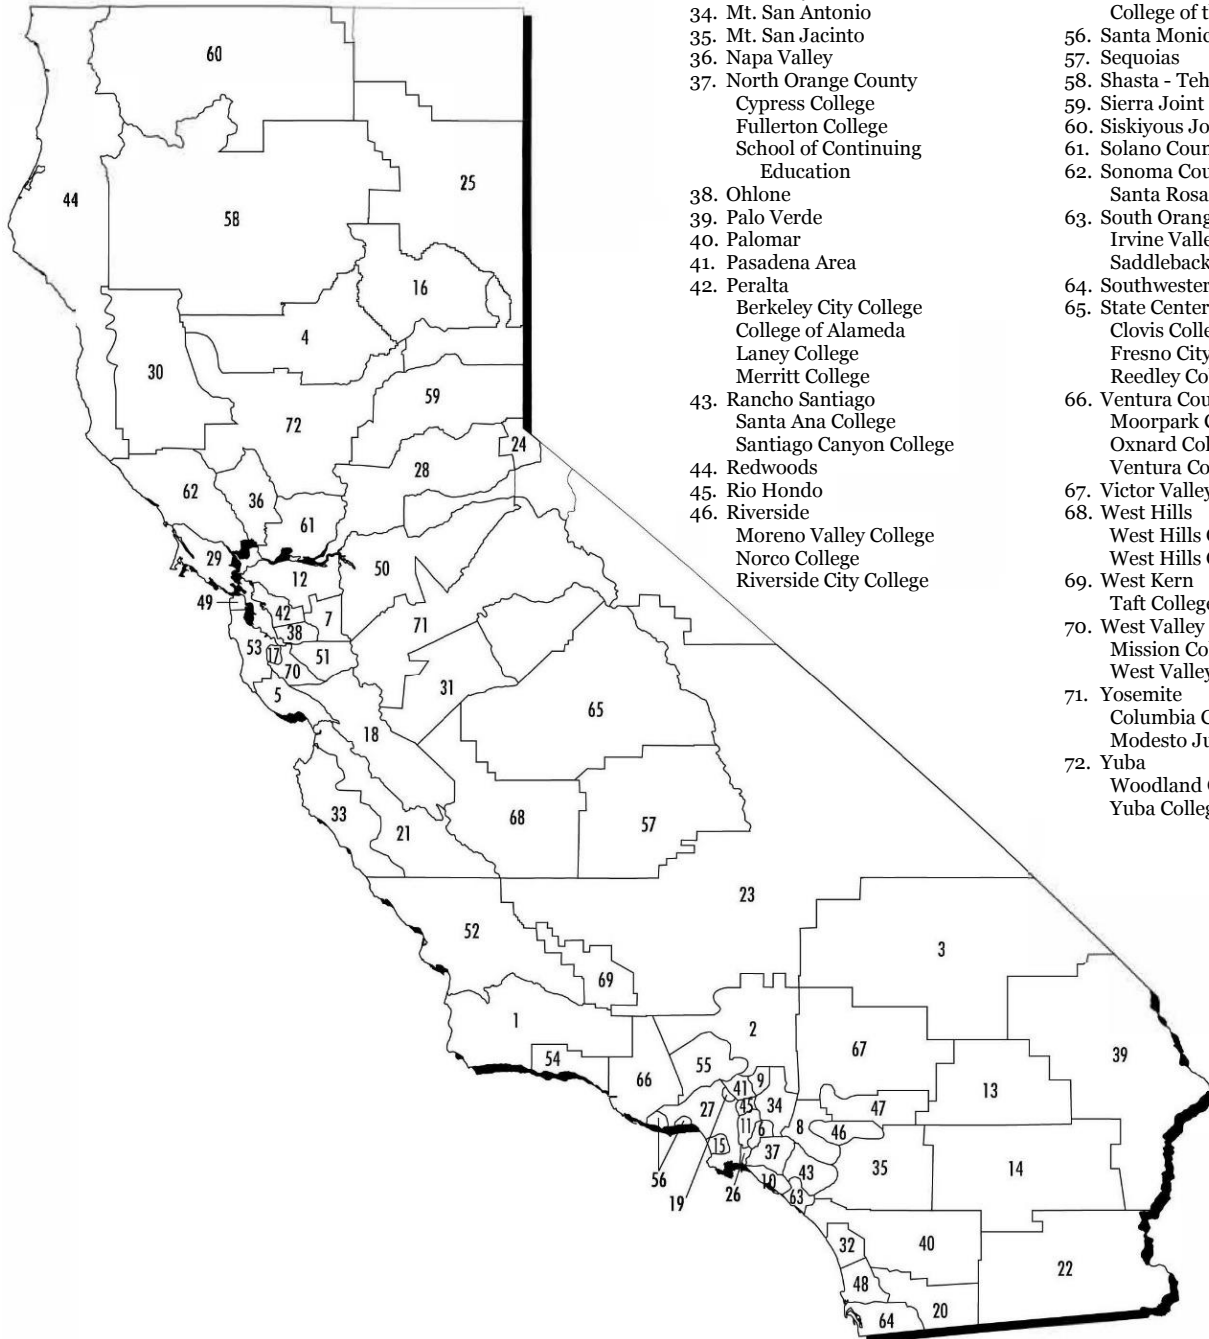 34. Mt. San Antonio
35. Mt. San Jacinto
36. Napa Valley
37. North Orange County
Cypress College
Fullerton College
School of Continuing
Education
38. Ohlone
39. Palo Verde
40. Palomar
41. Pasadena Area
42. Peralta
Berkeley City College
College of Alameda
Laney College
Merritt College
43. Rancho Santiago
Santa Ana College
Santiago Canyon College
44. Redwoods
45. Rio Hondo
46. Riverside
Moreno Valley College
Norco College
Riverside City College
College of t
56. Santa Monic
57. Sequoias
58. Shasta - Teh
59. Sierra Joint
60. Siskiyous Jo
61. Solano Coun
62. Sonoma Cou
Santa Rosa
63. South Orang
Irvine Valle
Saddleback
64. Southwester
65. State Center
Clovis Colle
Fresno City
Reedley Co
66. Ventura Cou
Moorpark C
Oxnard Col
Ventura Co
67. Victor Valley
68. West Hills
West Hills C
West Hills C
69. West Kern
Taft College
70. West Valley
Mission Co
West Valley
71. Yosemite
Columbia C
Modesto Ju
72. Yuba
Woodland C
Yuba Colleg
60
25
44
58
16
4
30
59
72
24
28
62
36
61
29
12
50
49
42
7
38
71
53
17
51
70
5
31
18
65
33
21
68
57
23
52
3
69
1
2
54
55
67
39
66
41
9
13
27
45
34
47
11
6
8
46
15
37
43
35
14
56
19
26
10
63
32
40
48
22
20
64